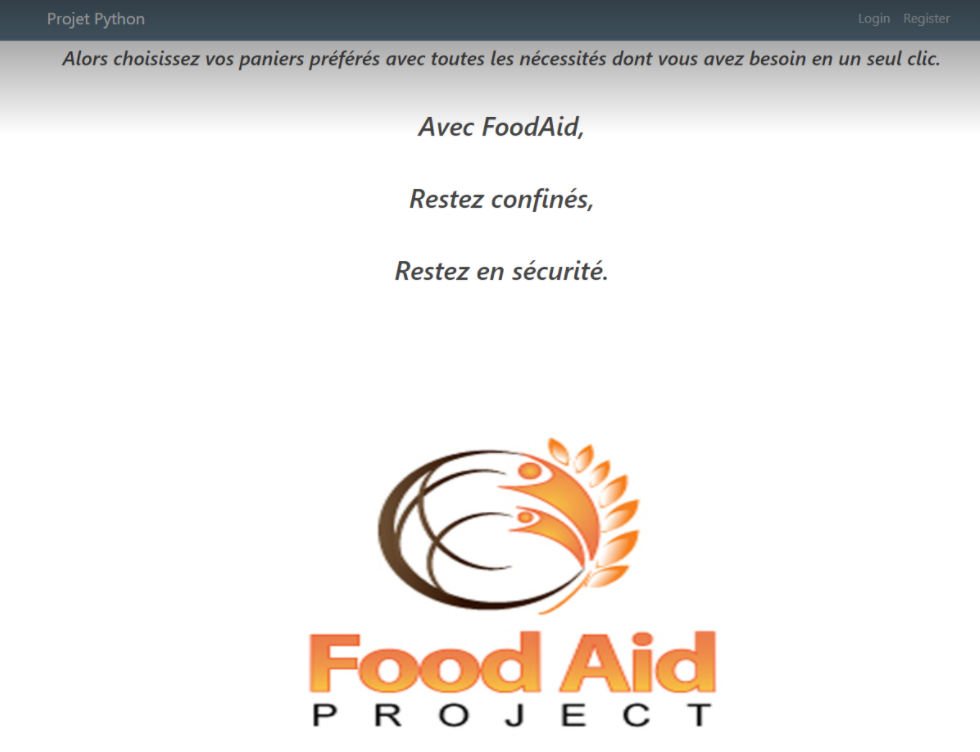 Projet Python
Login Register
Alors choisissez vos paniers préférés avec toutes les nécessités dont vous avez besoin en un seul clic.
Avec FoodAid,
Restez confinés,
Restez en sécurité.
Food Aid
PROJECT